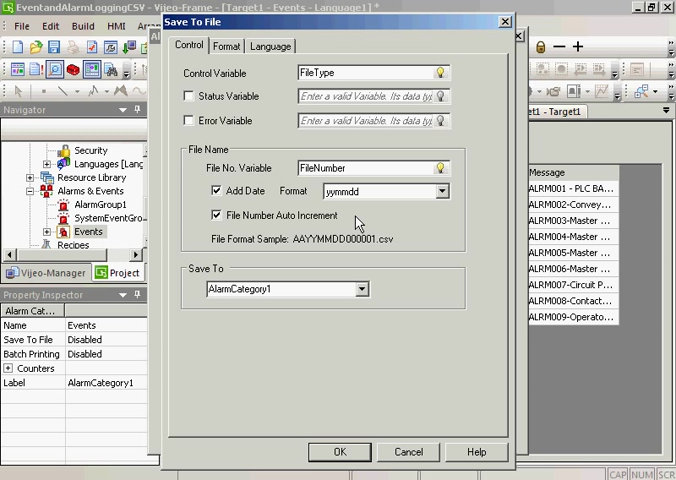 EventandAlarmLoggingCSV - Vijeo-Frame - [Target1 - Events - Language1] *
File Edit Build HMI
Save To File
Control Format Language
Control Variable FileType
Status Variable Enter a valid Variable. Its data
Error Variable Enter a valid Variable. Its data
File Name
File No. Variable FileNumber
Add Date Format yymmdd
File Number Auto Increment
File Format Sample: AAYYMMDD000001.csv
Save To
AlarmCategory1
OK Cancel Help
Navigator
Security
Languages [Lang
Resource Library
Alarms & Events
AlarmGroup1
SystemEventGro
Events
Recipes
Vijeo-Manager Project
Property Inspector
Alarm Cat...
Name Events
Save To File Disabled
Batch Printing Disabled
Counters
Label AlarmCategory1
- Target1
Message
ALRM001 - PLC BA...
ALRM002-Convey...
ALRM003-Master ...
ALRM004-Master ...
ALRM005-Master ...
ALRM006-Master ...
ALRM007-Circuit P...
ALRM008-Contact...
ALRM009-Operato...
CAP NUM SCR